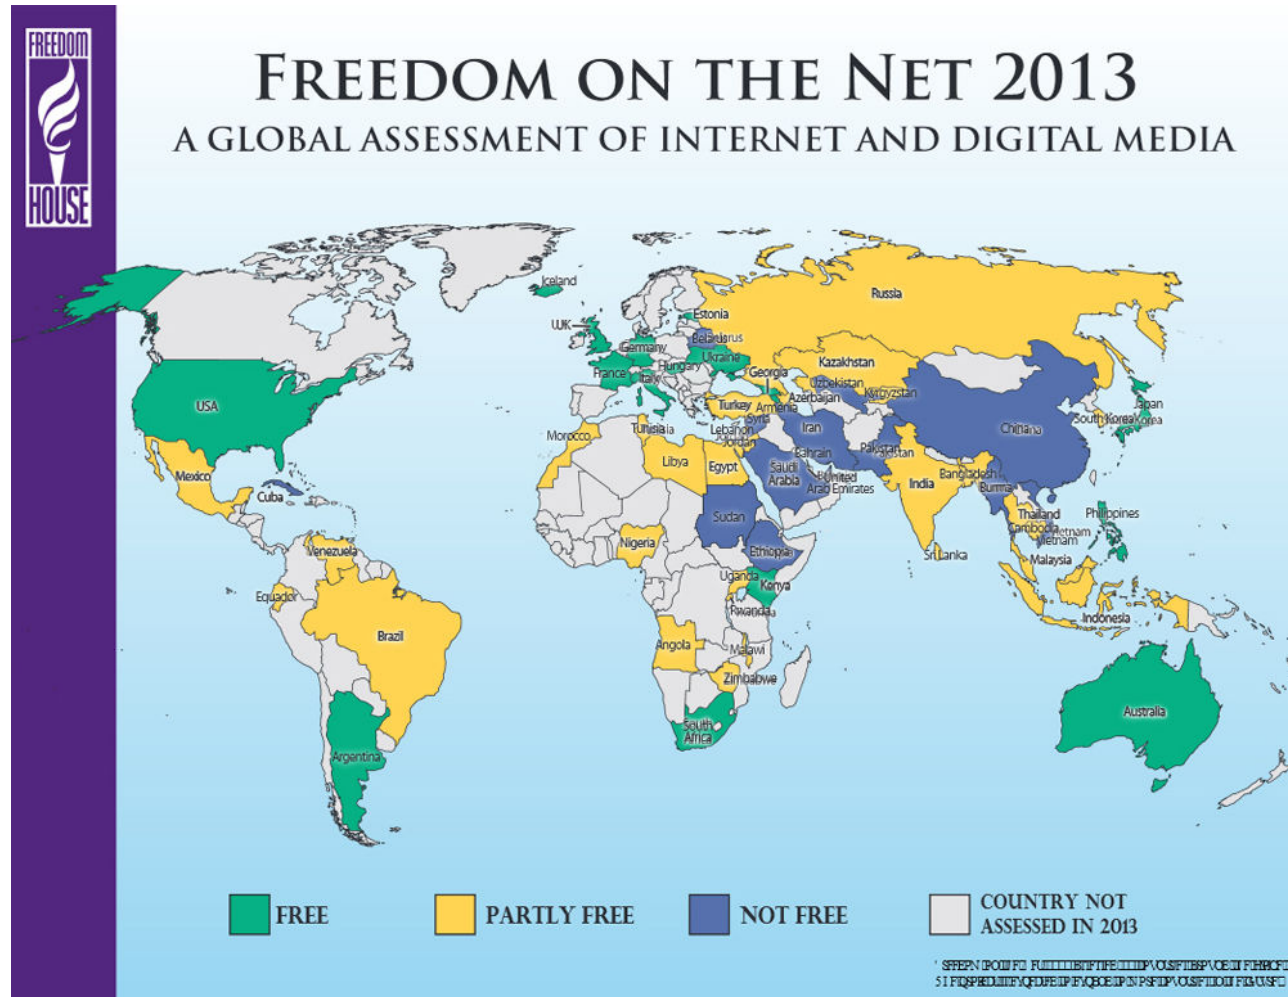 FREEDOM
HOUSE
FREEDOM ON THE NET 2013
A GLOBAL ASSESSMENT OF INTERNET AND DIGITAL MEDIA
Iceland
Russia
Estonia
UK
Belarus
Germany
Ukraine
Hungary
France
Italy
Kazakhstan
Georgia
Uzbekistan
Kyrgyzstan
Azerbaijan
Armenia
Turkey
USA
Japan
South Korea
Syria
Lebanon
Iran
China
Tunisia
Morocco
Jordan
Pakistan
Bahrain
Libya
Egypt
Saudi
Arabia
United
Arab Emirates
Bangladesh
India
Burma
Mexico
Cuba
Sudan
Thailand
Philippines
Cambodia
Vietnam
Nigeria
Ethiopia
Sri Lanka
Malaysia
Venezuela
Uganda
Kenya
Equador
Rwanda
Indonesia
Brazil
Angola
Malawi
Zimbabwe
Australia
South
Africa
Argentina
FREE
PARTLY FREE
NOT FREE
COUNTRY NOT
ASSESSED IN 2013